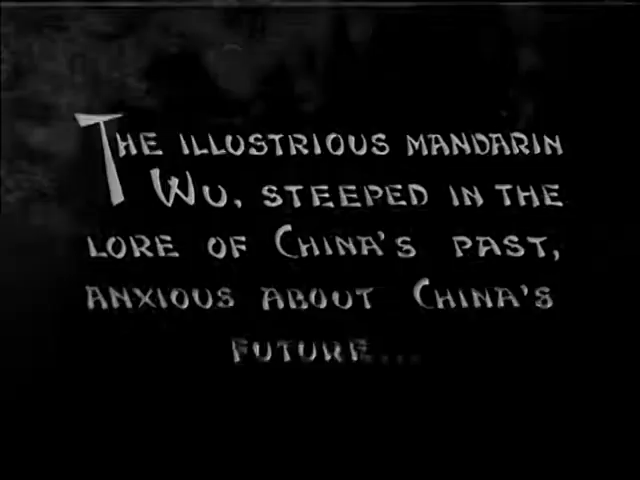 THE ILLUSTRIOUS MANDARIN
WU, STEEPED IN THE
LORE OF CHINA'S PAST,
ANXIOUS ABOUT CHINA'S
FUTURE...